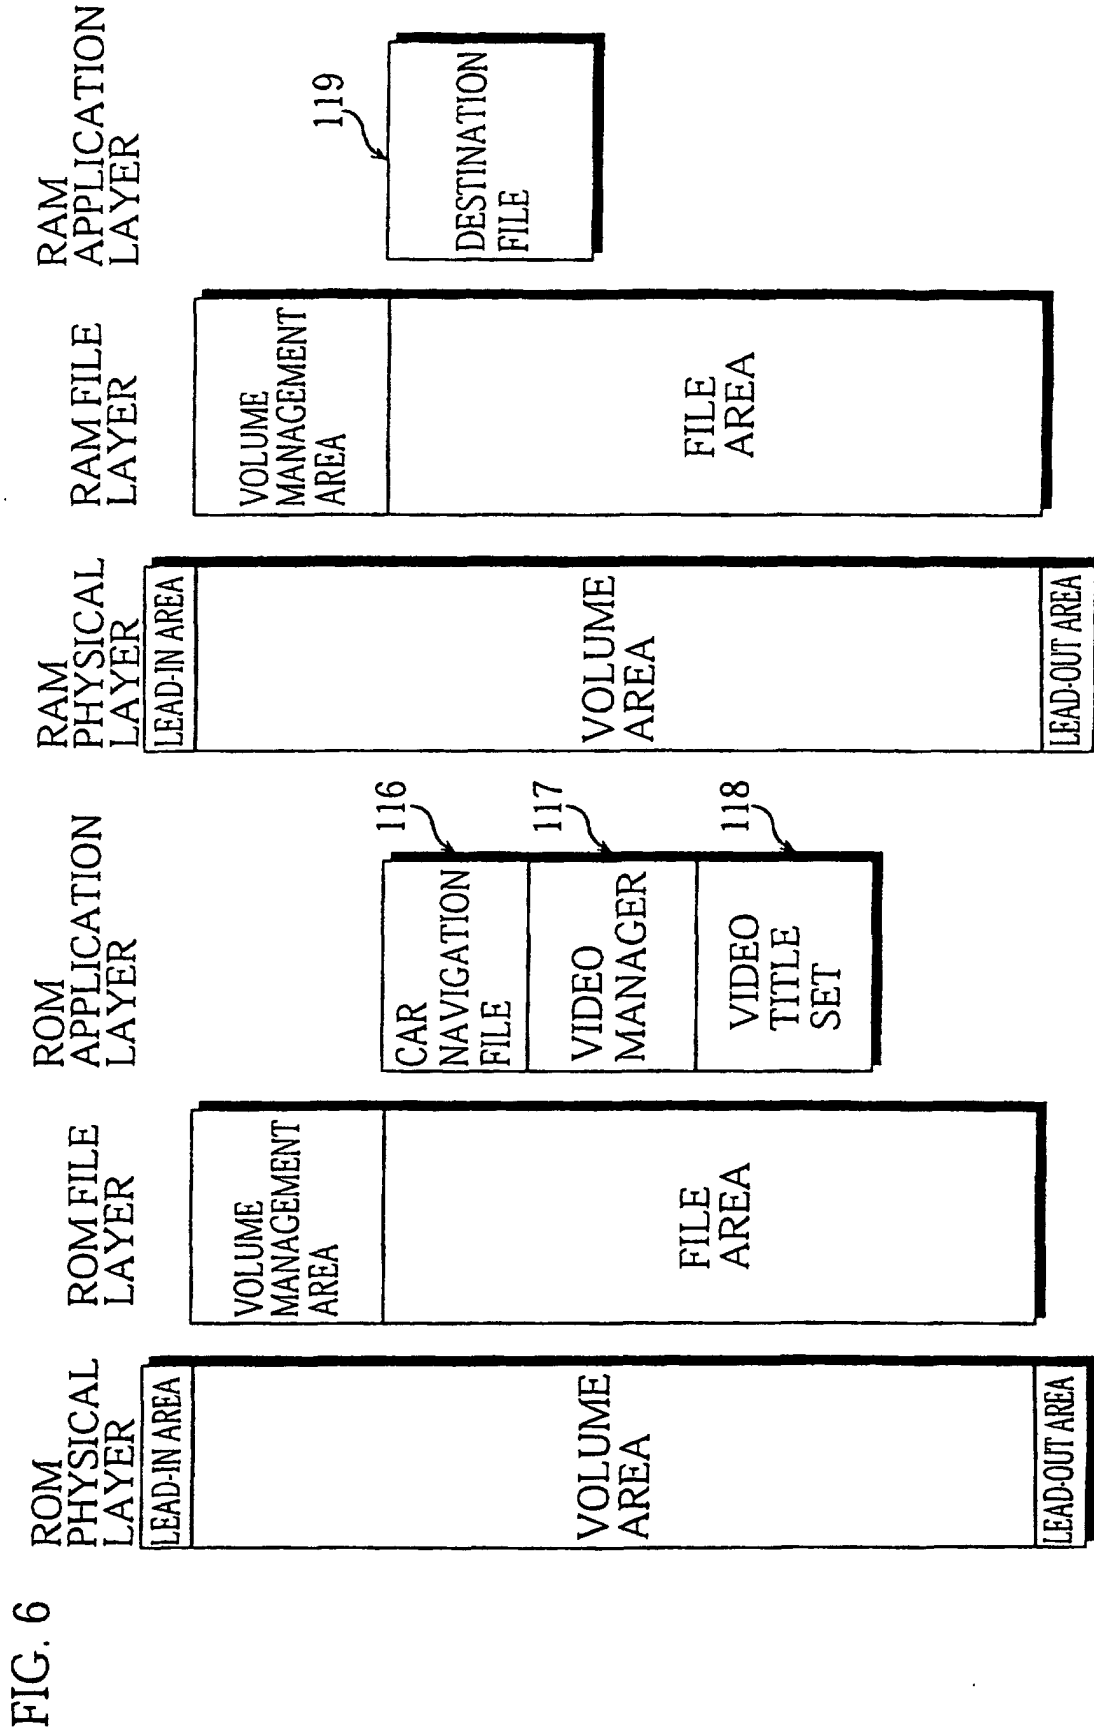 FIG. 6
ROM
PHYSICAL
LAYER
LEAD-IN AREA
VOLUME
AREA
LEAD-OUT AREA
ROM FILE
LAYER
VOLUME
MANAGEMENT
AREA
FILE
AREA
ROM
APPLICATION
LAYER
CAR
NAVIGATION
FILE
116
VIDEO
MANAGER
117
VIDEO
TITLE
SET
118
RAM
PHYSICAL
LAYER
LEAD-IN AREA
VOLUME
AREA
LEAD-OUT AREA
RAM FILE
LAYER
VOLUME
MANAGEMENT
AREA
FILE
AREA
RAM
APPLICATION
LAYER
119
DESTINATION
FILE